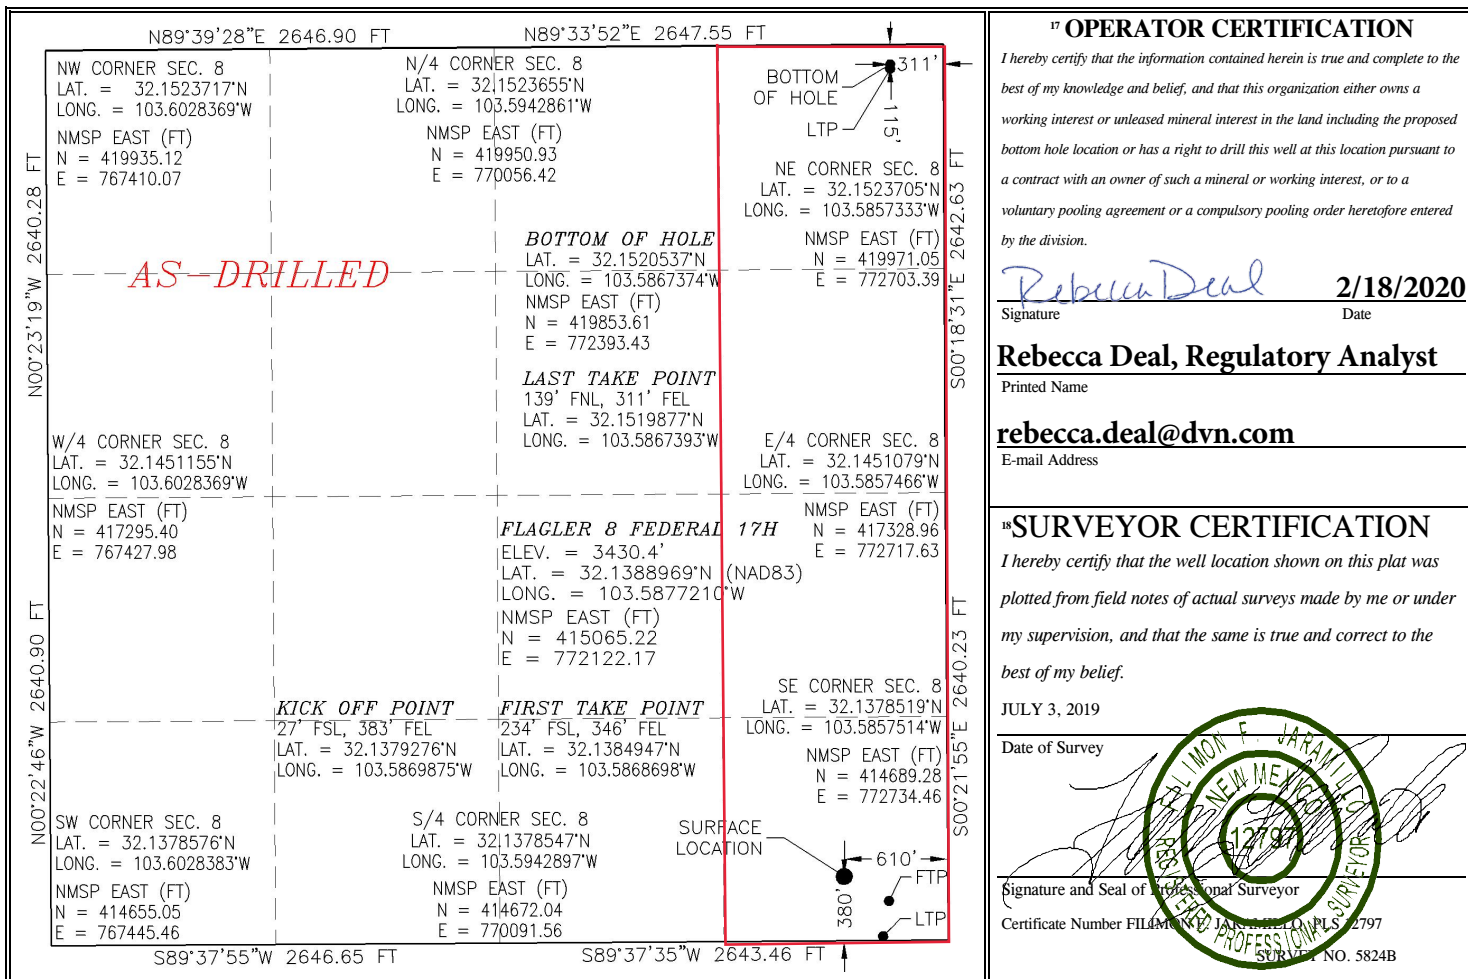 N89°39'28"E 2646.90 FT
N89°33'52"E 2647.55 FT
NW CORNER SEC. 8
LAT. = 32.1523717°N
LONG. = 103.6028369°W
NMSP EAST (FT)
N = 419935.12
E = 767410.07
N/4 CORNER SEC. 8
LAT. = 32.1523655°N
LONG. = 103.5942861°W
NMSP EAST (FT)
N = 419950.93
E = 770056.42
BOTTOM
OF HOLE
LTP
311'
115'
NE CORNER SEC. 8
LAT. = 32.1523705°N
LONG. = 103.5857333°W
NMSP EAST (FT)
N = 419971.05
E = 772703.39
N00°23'19"W 2640.28 FT
S00°18'31"E 2642.63 FT
AS-DRILLED
BOTTOM OF HOLE
LAT. = 32.1520537°N
LONG. = 103.5867374°W
NMSP EAST (FT)
N = 419853.61
E = 772393.43
LAST TAKE POINT
139' FNL, 311' FEL
LAT. = 32.1519877°N
LONG. = 103.5867393°W
W/4 CORNER SEC. 8
LAT. = 32.1451155°N
LONG. = 103.6028369°W
NMSP EAST (FT)
N = 417295.40
E = 767427.98
E/4 CORNER SEC. 8
LAT. = 32.1451079°N
LONG. = 103.5857466°W
NMSP EAST (FT)
N = 417328.96
E = 772717.63
FLAGLER 8 FEDERAL 17H
ELEV. = 3430.4'
LAT. = 32.1388969°N (NAD83)
LONG. = 103.5877210°W
NMSP EAST (FT)
N = 415065.22
E = 772122.17
N00°22'46"W 2640.90 FT
S00°21'55"E 2640.23 FT
KICK OFF POINT
27' FSL, 383' FEL
LAT. = 32.1379276°N
LONG. = 103.5869875°W
FIRST TAKE POINT
234' FSL, 346' FEL
LAT. = 32.1384947°N
LONG. = 103.5868698°W
SE CORNER SEC. 8
LAT. = 32.1378519°N
LONG. = 103.5857514°W
NMSP EAST (FT)
N = 414689.28
E = 772734.46
SW CORNER SEC. 8
LAT. = 32.1378576°N
LONG. = 103.6028383°W
NMSP EAST (FT)
N = 414655.05
E = 767445.46
S/4 CORNER SEC. 8
LAT. = 32.1378547°N
LONG. = 103.5942897°W
NMSP EAST (FT)
N = 414672.04
E = 770091.56
SURFACE
LOCATION
610'
380'
FTP
LTP
S89°37'55"W 2646.65 FT
S89°37'35"W 2643.46 FT
17 OPERATOR CERTIFICATION
I hereby certify that the information contained herein is true and complete to the
best of my knowledge and belief, and that this organization either owns a
working interest or unleased mineral interest in the land including the proposed
bottom hole location or has a right to drill this well at this location pursuant to
a contract with an owner of such a mineral or working interest, or to a
voluntary pooling agreement or a compulsory pooling order heretofore entered
by the division.
Rebecca Deal
2/18/2020
Signature Date
Rebecca Deal, Regulatory Analyst
Printed Name
rebecca.deal@dvn.com
E-mail Address
18 SURVEYOR CERTIFICATION
I hereby certify that the well location shown on this plat was
plotted from field notes of actual surveys made by me or under
my supervision, and that the same is true and correct to the
best of my belief.
JULY 3, 2019
Date of Survey
FILIMON F. JARAMILLO
NEW MEXICO
12797
REGISTERED PROFESSIONAL SURVEYOR
Signature and Seal of Professional Surveyor
Certificate Number FILIMON F. JARAMILLO, PLS 12797
SURVEY NO. 5824B